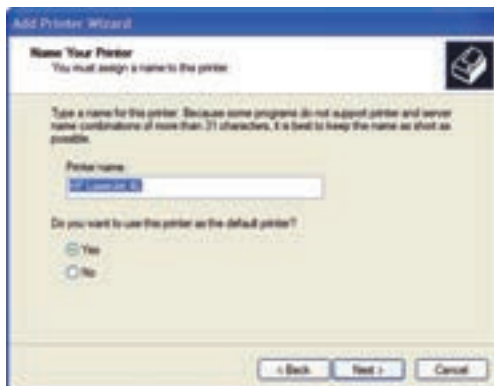 Add Printer Wizard
Name Your Printer
You must assign a name to this printer.
Type a name for this printer. Because some programs do not support printer and server
name combinations of more than 31 characters, it is best to keep the name as short as
possible.
Printer name:
HP LaserJet
Do you want to use this printer as the default printer?
Yes
No
< Back
Next >
Cancel